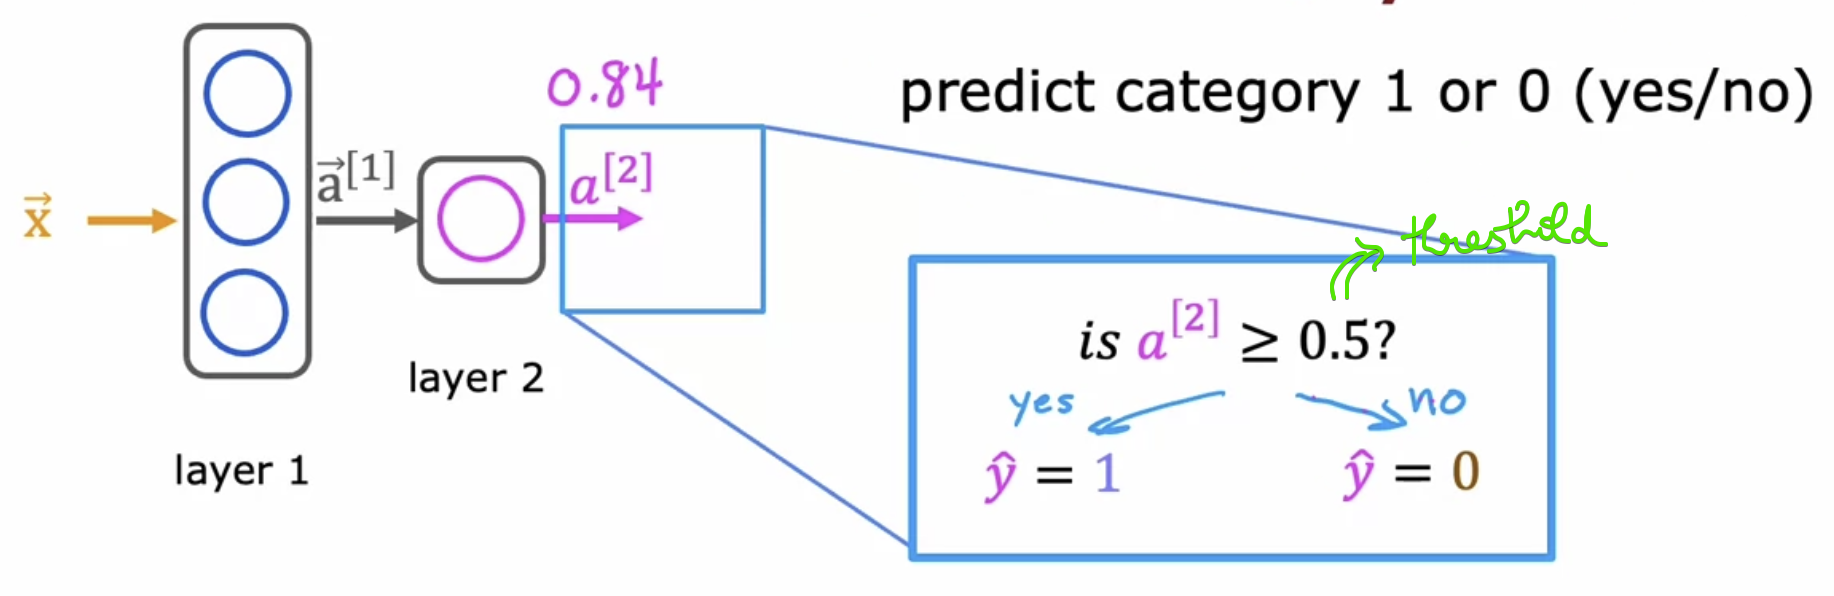 0.84
predict category 1 or 0 (yes/no)
x⃗
a⃗[1]
a[2]
threshold
is a[2] ≥ 0.5?
layer 2
yes
no
layer 1
ŷ = 1
ŷ = 0